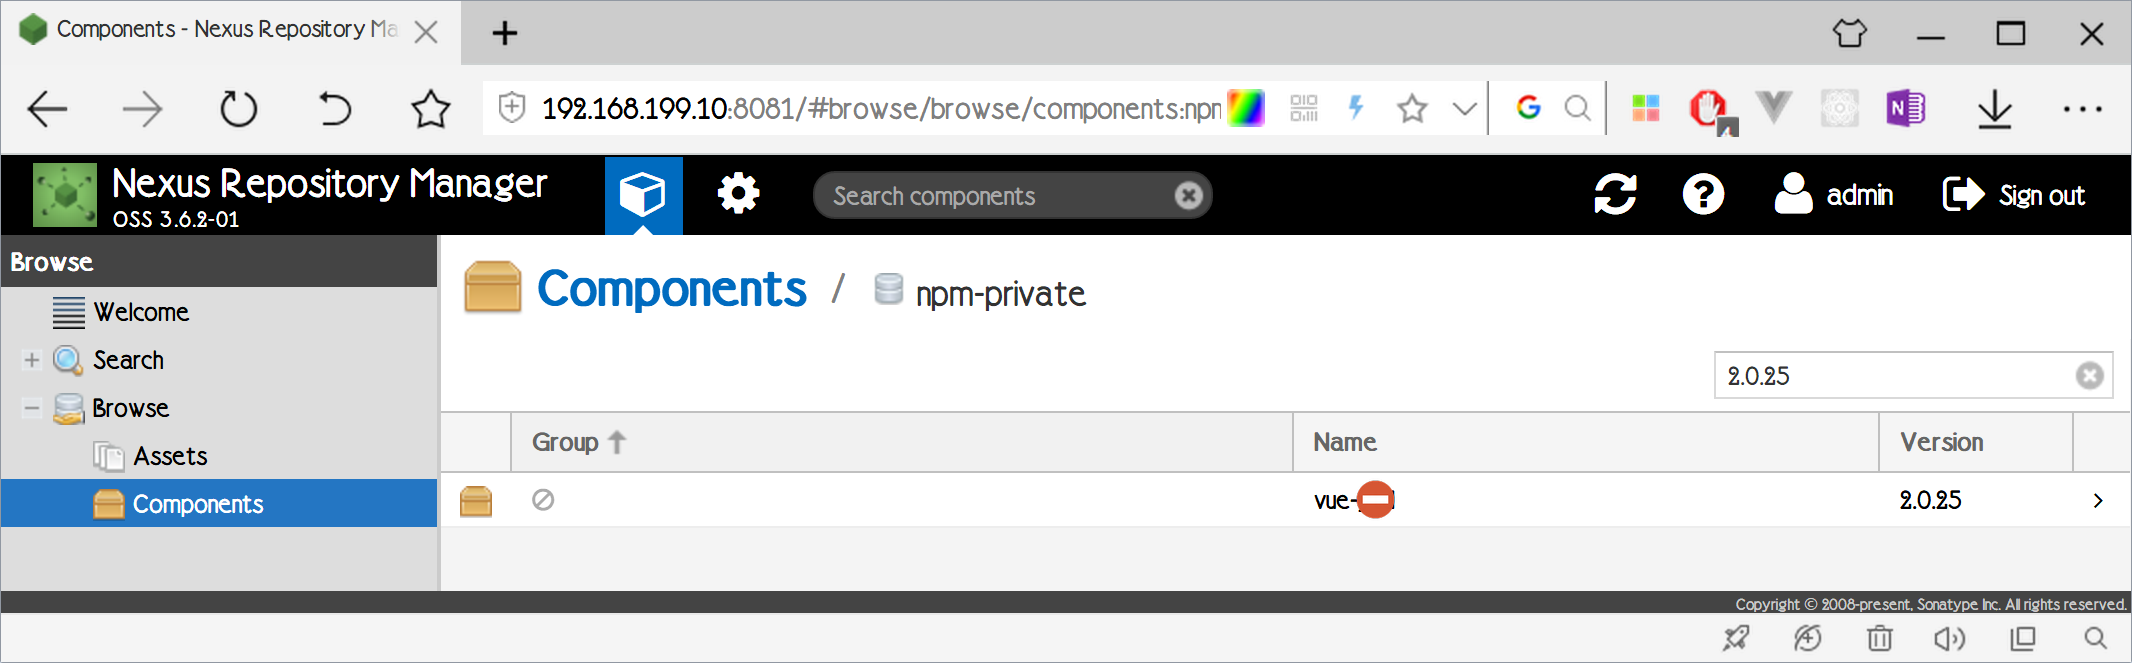 Components - Nexus Repository Ma
192.168.199.10:8081/#browse/browse/components:npm
Nexus Repository Manager
OSS 3.6.2-01
Search components
admin
Sign out
Browse
Welcome
Search
Browse
Assets
Components
Components / npm-private
2.0.25
Group Name Version
vue- 2.0.25
Copyright © 2008-present, Sonatype Inc. All rights reserved.